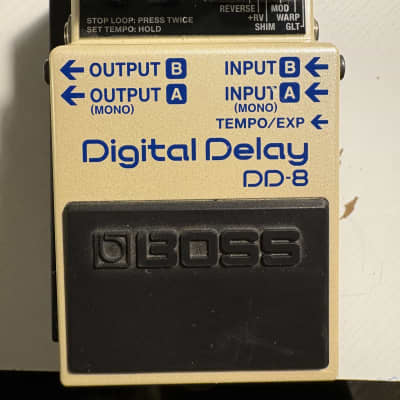 STOP LOOP: PRESS TWICE
SET TEMPO: HOLD
REVERSE MOD
+RV WARP
SHIM GLT
← OUTPUT B
INPUT B ←
← OUTPUT A
(MONO)
INPUT A ←
(MONO)
TEMPO/EXP ←
Digital Delay
DD-8
BOSS